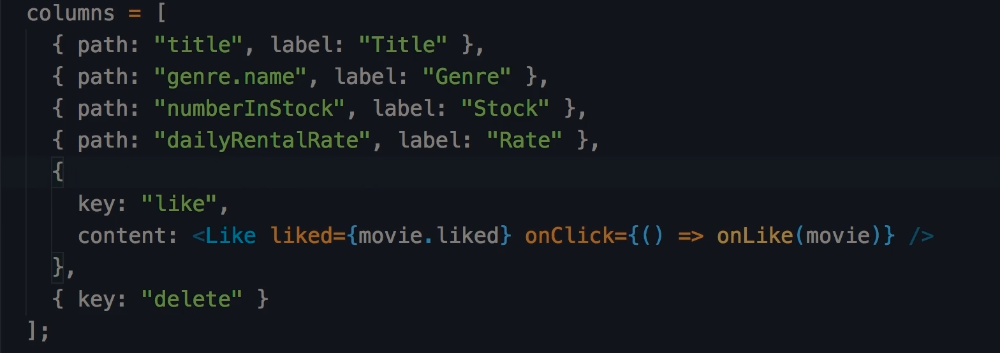 columns = [
{ path: "title", label: "Title" },
{ path: "genre.name", label: "Genre" },
{ path: "numberInStock", label: "Stock" },
{ path: "dailyRentalRate", label: "Rate" },
{
key: "like",
content: <Like liked={movie.liked} onClick={() => onLike(movie)} />
},
{ key: "delete" }
];